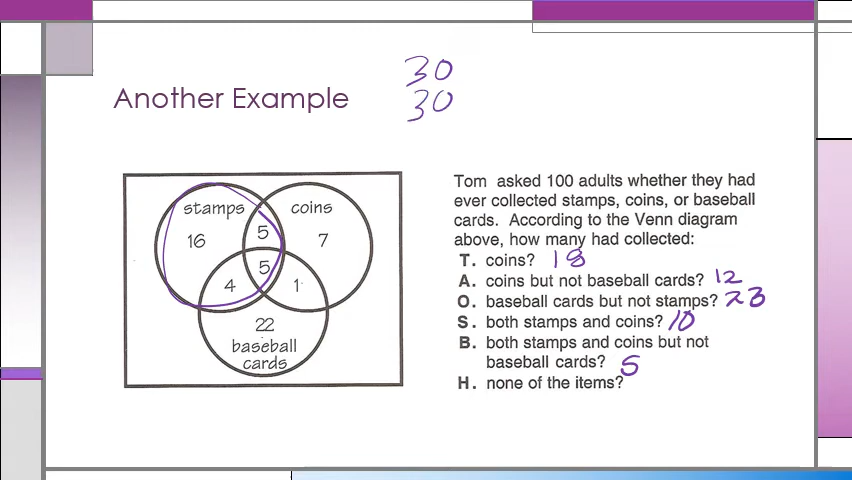 30
Another Example
30
stamps
coins
16
5
7
5
4
1
22
baseball
cards
Tom asked 100 adults whether they had
ever collected stamps, coins, or baseball
cards. According to the Venn diagram
above, how many had collected:
T. coins? 18
A. coins but not baseball cards? 12
O. baseball cards but not stamps? 23
S. both stamps and coins? 10
B. both stamps and coins but not
baseball cards? 5
H. none of the items?